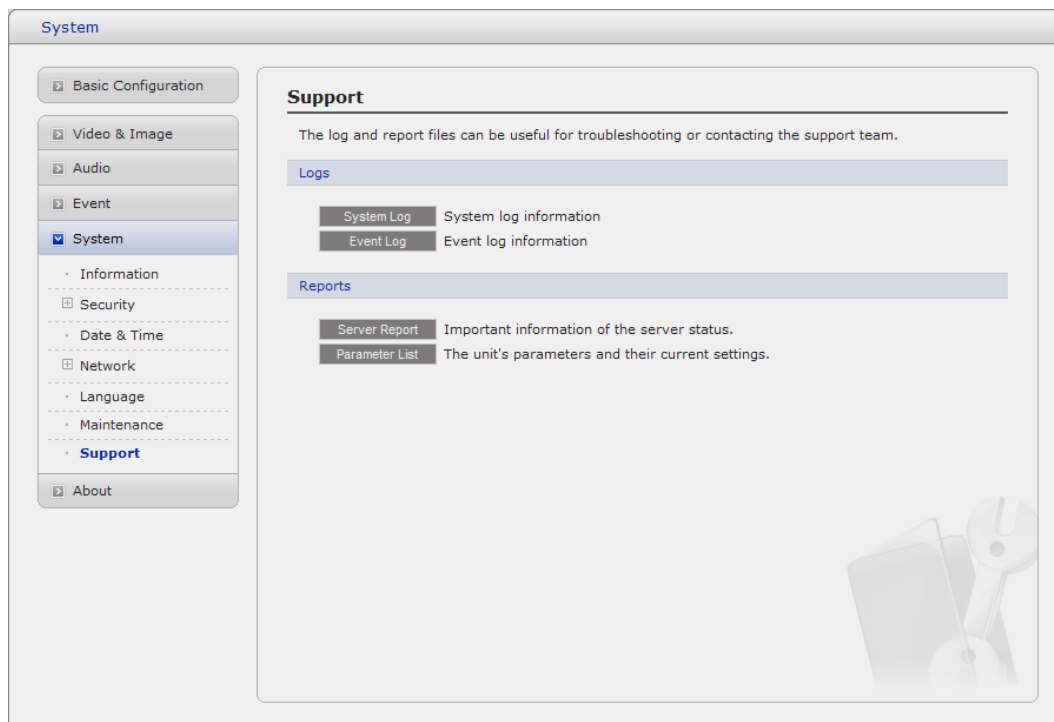 System
Basic Configuration
Video & Image
Audio
Event
System
Information
Security
Date & Time
Network
Language
Maintenance
Support
About
Support
The log and report files can be useful for troubleshooting or contacting the support team.
Logs
System Log System log information
Event Log Event log information
Reports
Server Report Important information of the server status.
Parameter List The unit's parameters and their current settings.